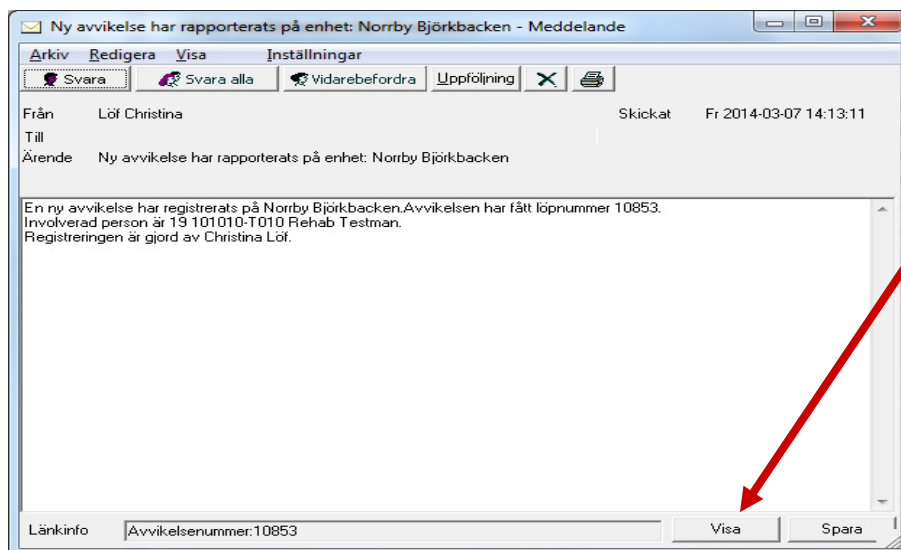 Ny avvikelse har rapporterats på enhet: Norrby Björkbacken - Meddelande
Arkiv Redigera Visa Inställningar
Svara Svara alla Vidarebefordra Uppföljning
Från Löf Christina Skickat Fr 2014-03-07 14:13:11
Till
Ärende Ny avvikelse har rapporterats på enhet: Norrby Björkbacken
En ny avvikelse har registrerats på Norrby Björkbacken.Avvikelsen har fått löpnummer 10853.
Involverad person är 19 101010-T010 Rehab Testman.
Registreringen är gjord av Christina Löf.
Länkinfo Avvikelsenummer:10853 Visa Spara